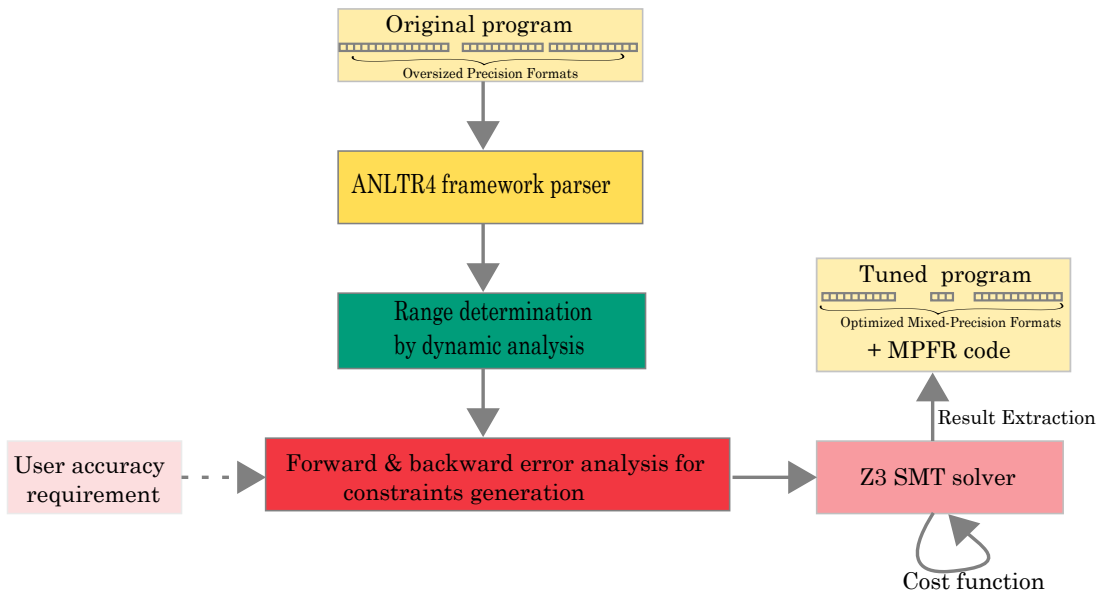 Original program
Oversized Precision Formats
ANLTR4 framework parser
Range determination
by dynamic analysis
Tuned program
Optimized Mixed-Precision Formats
+ MPFR code
Result Extraction
User accuracy
requirement
Forward & backward error analysis for
constraints generation
Z3 SMT solver
Cost function